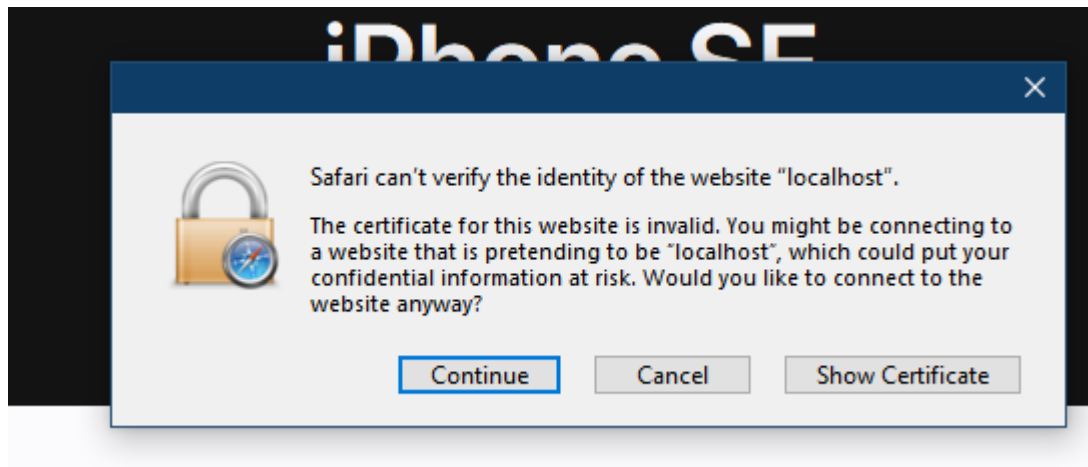 iPhone SE
Safari can't verify the identity of the website “localhost”.
The certificate for this website is invalid. You might be connecting to
a website that is pretending to be “localhost”, which could put your
confidential information at risk. Would you like to connect to the
website anyway?
Continue Cancel Show Certificate